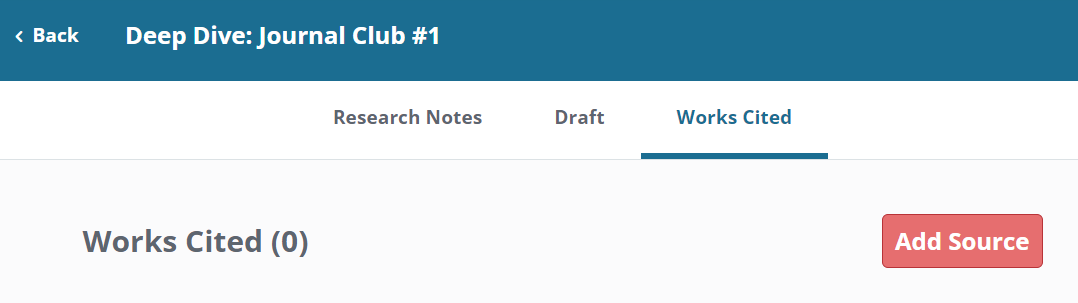 ‹ Back Deep Dive: Journal Club #1
Research Notes Draft Works Cited
Works Cited (0) Add Source